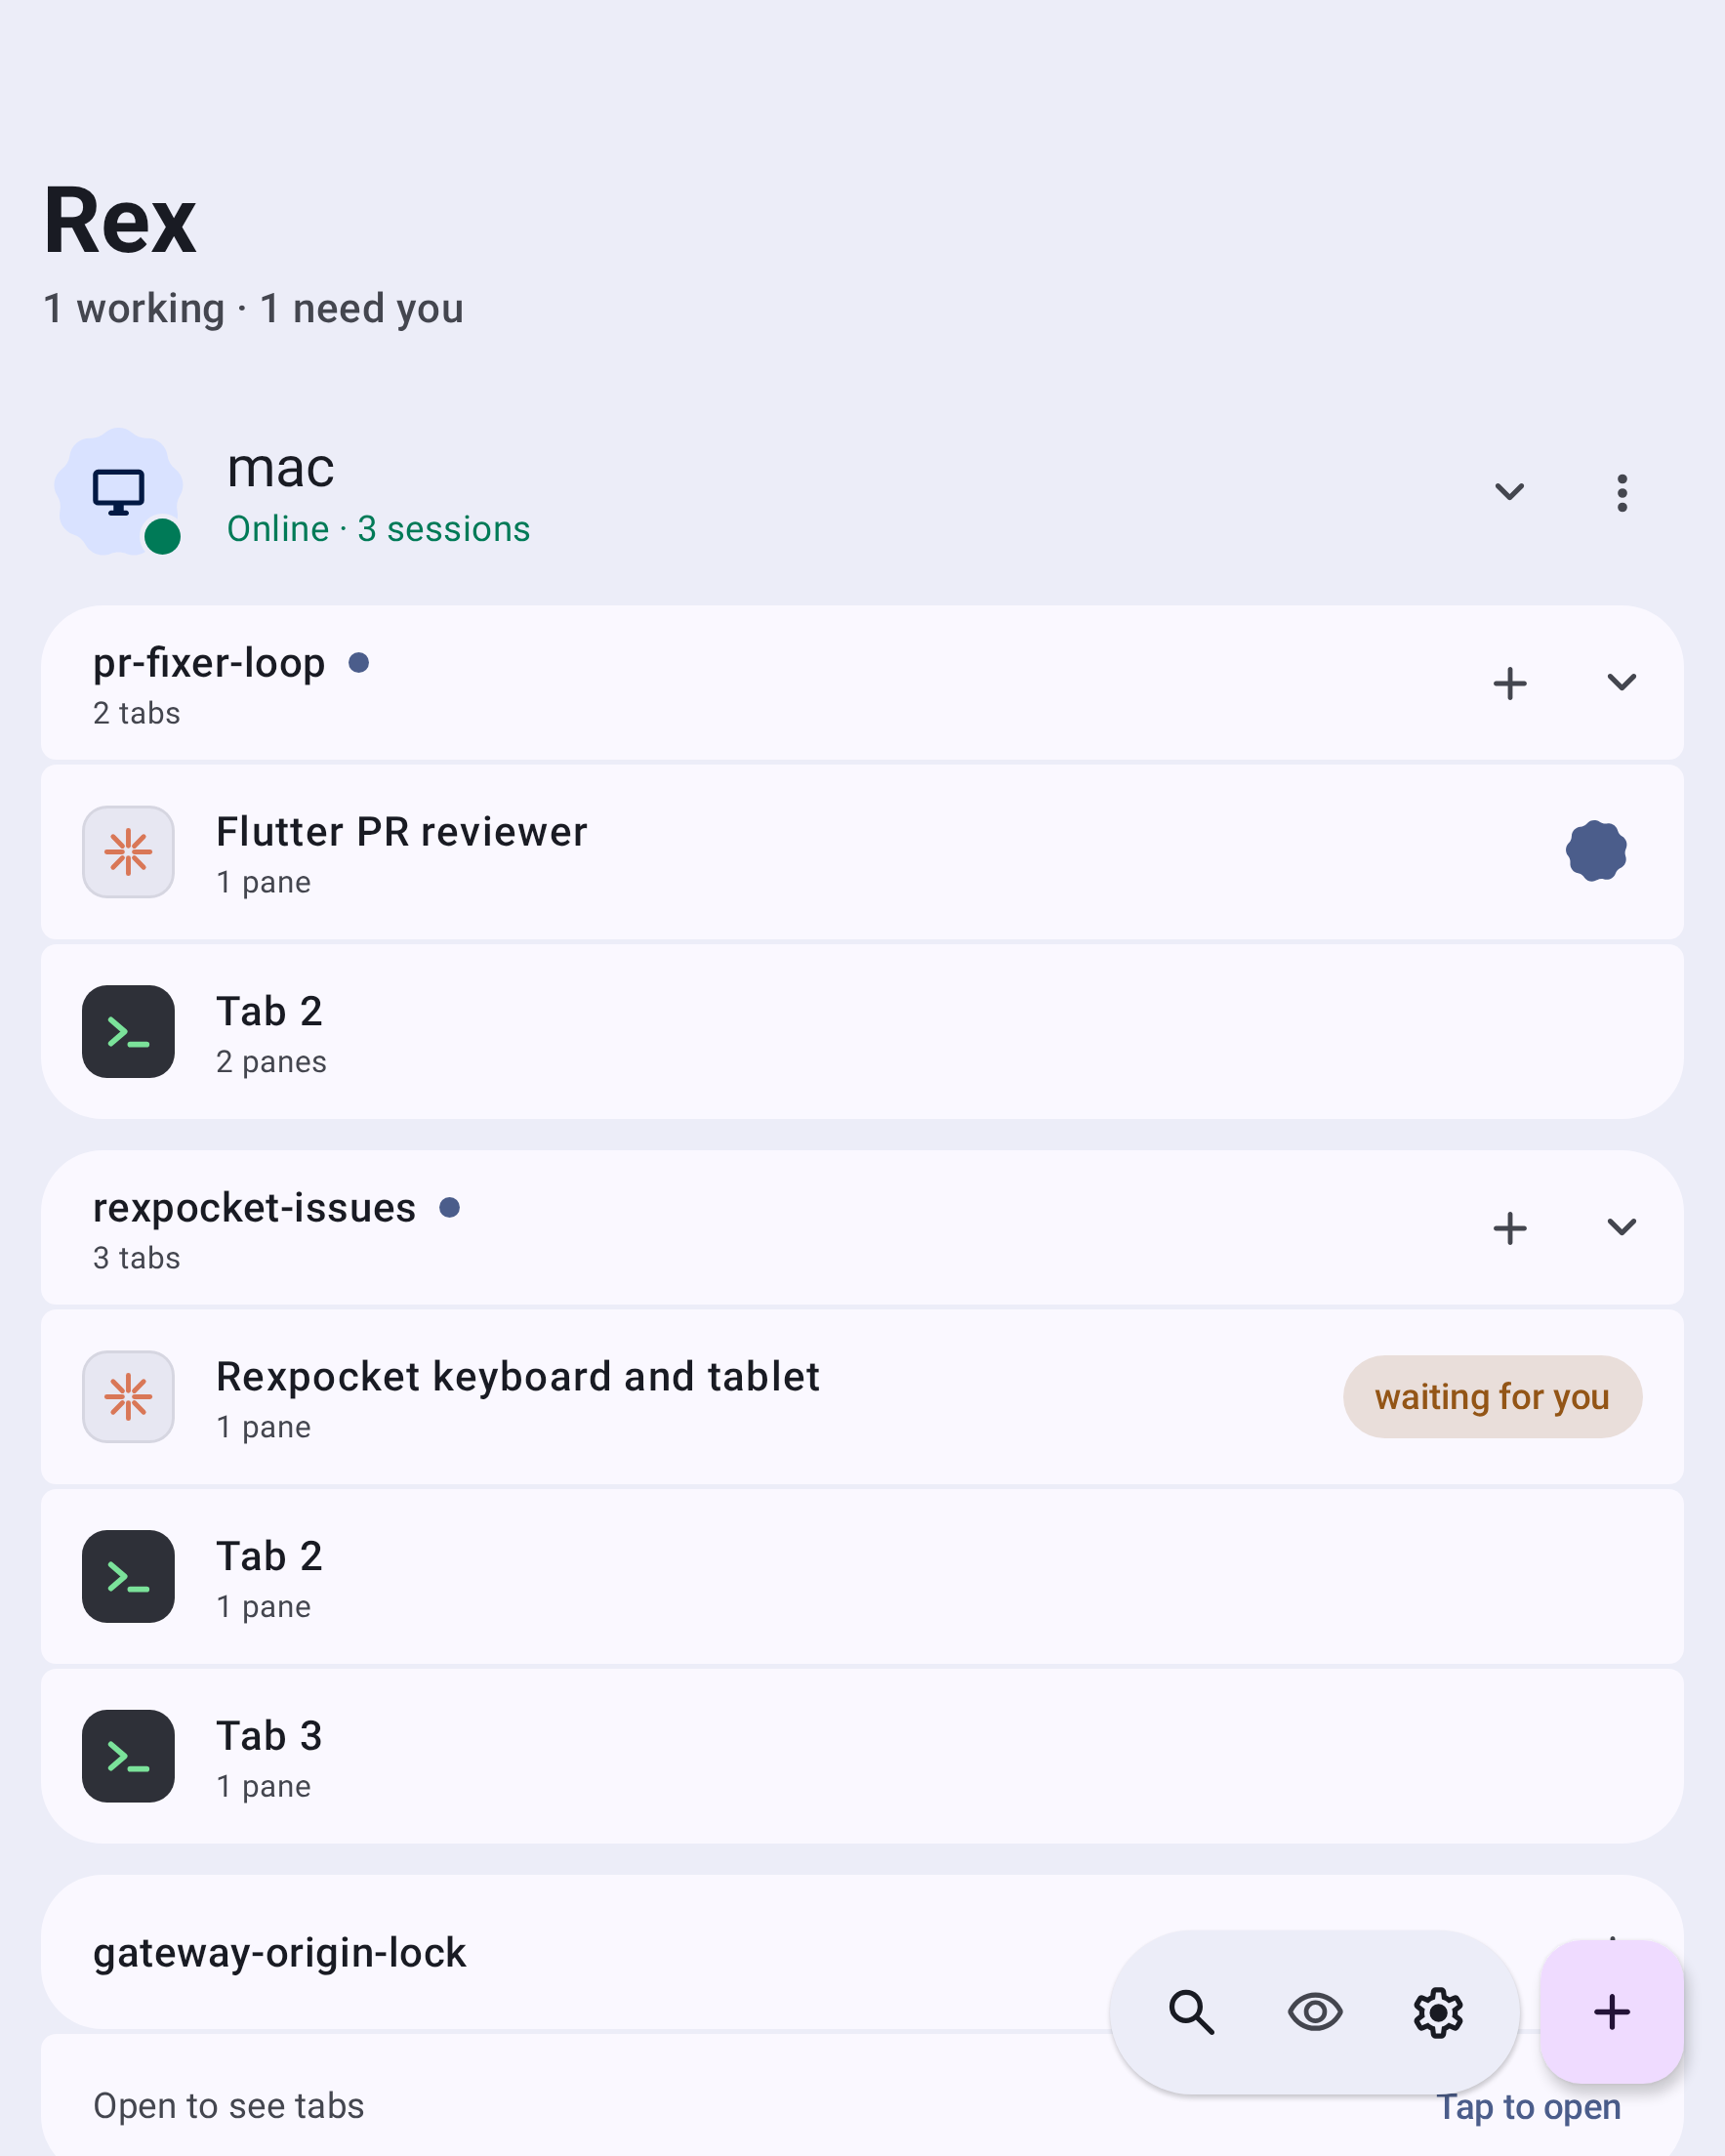 Rex
1 working · 1 need you
mac
Online · 3 sessions
pr-fixer-loop
2 tabs
Flutter PR reviewer
1 pane
Tab 2
2 panes
rexpocket-issues
3 tabs
Rexpocket keyboard and tablet
1 pane
waiting for you
Tab 2
1 pane
Tab 3
1 pane
gateway-origin-lock
Open to see tabs
Tap to open